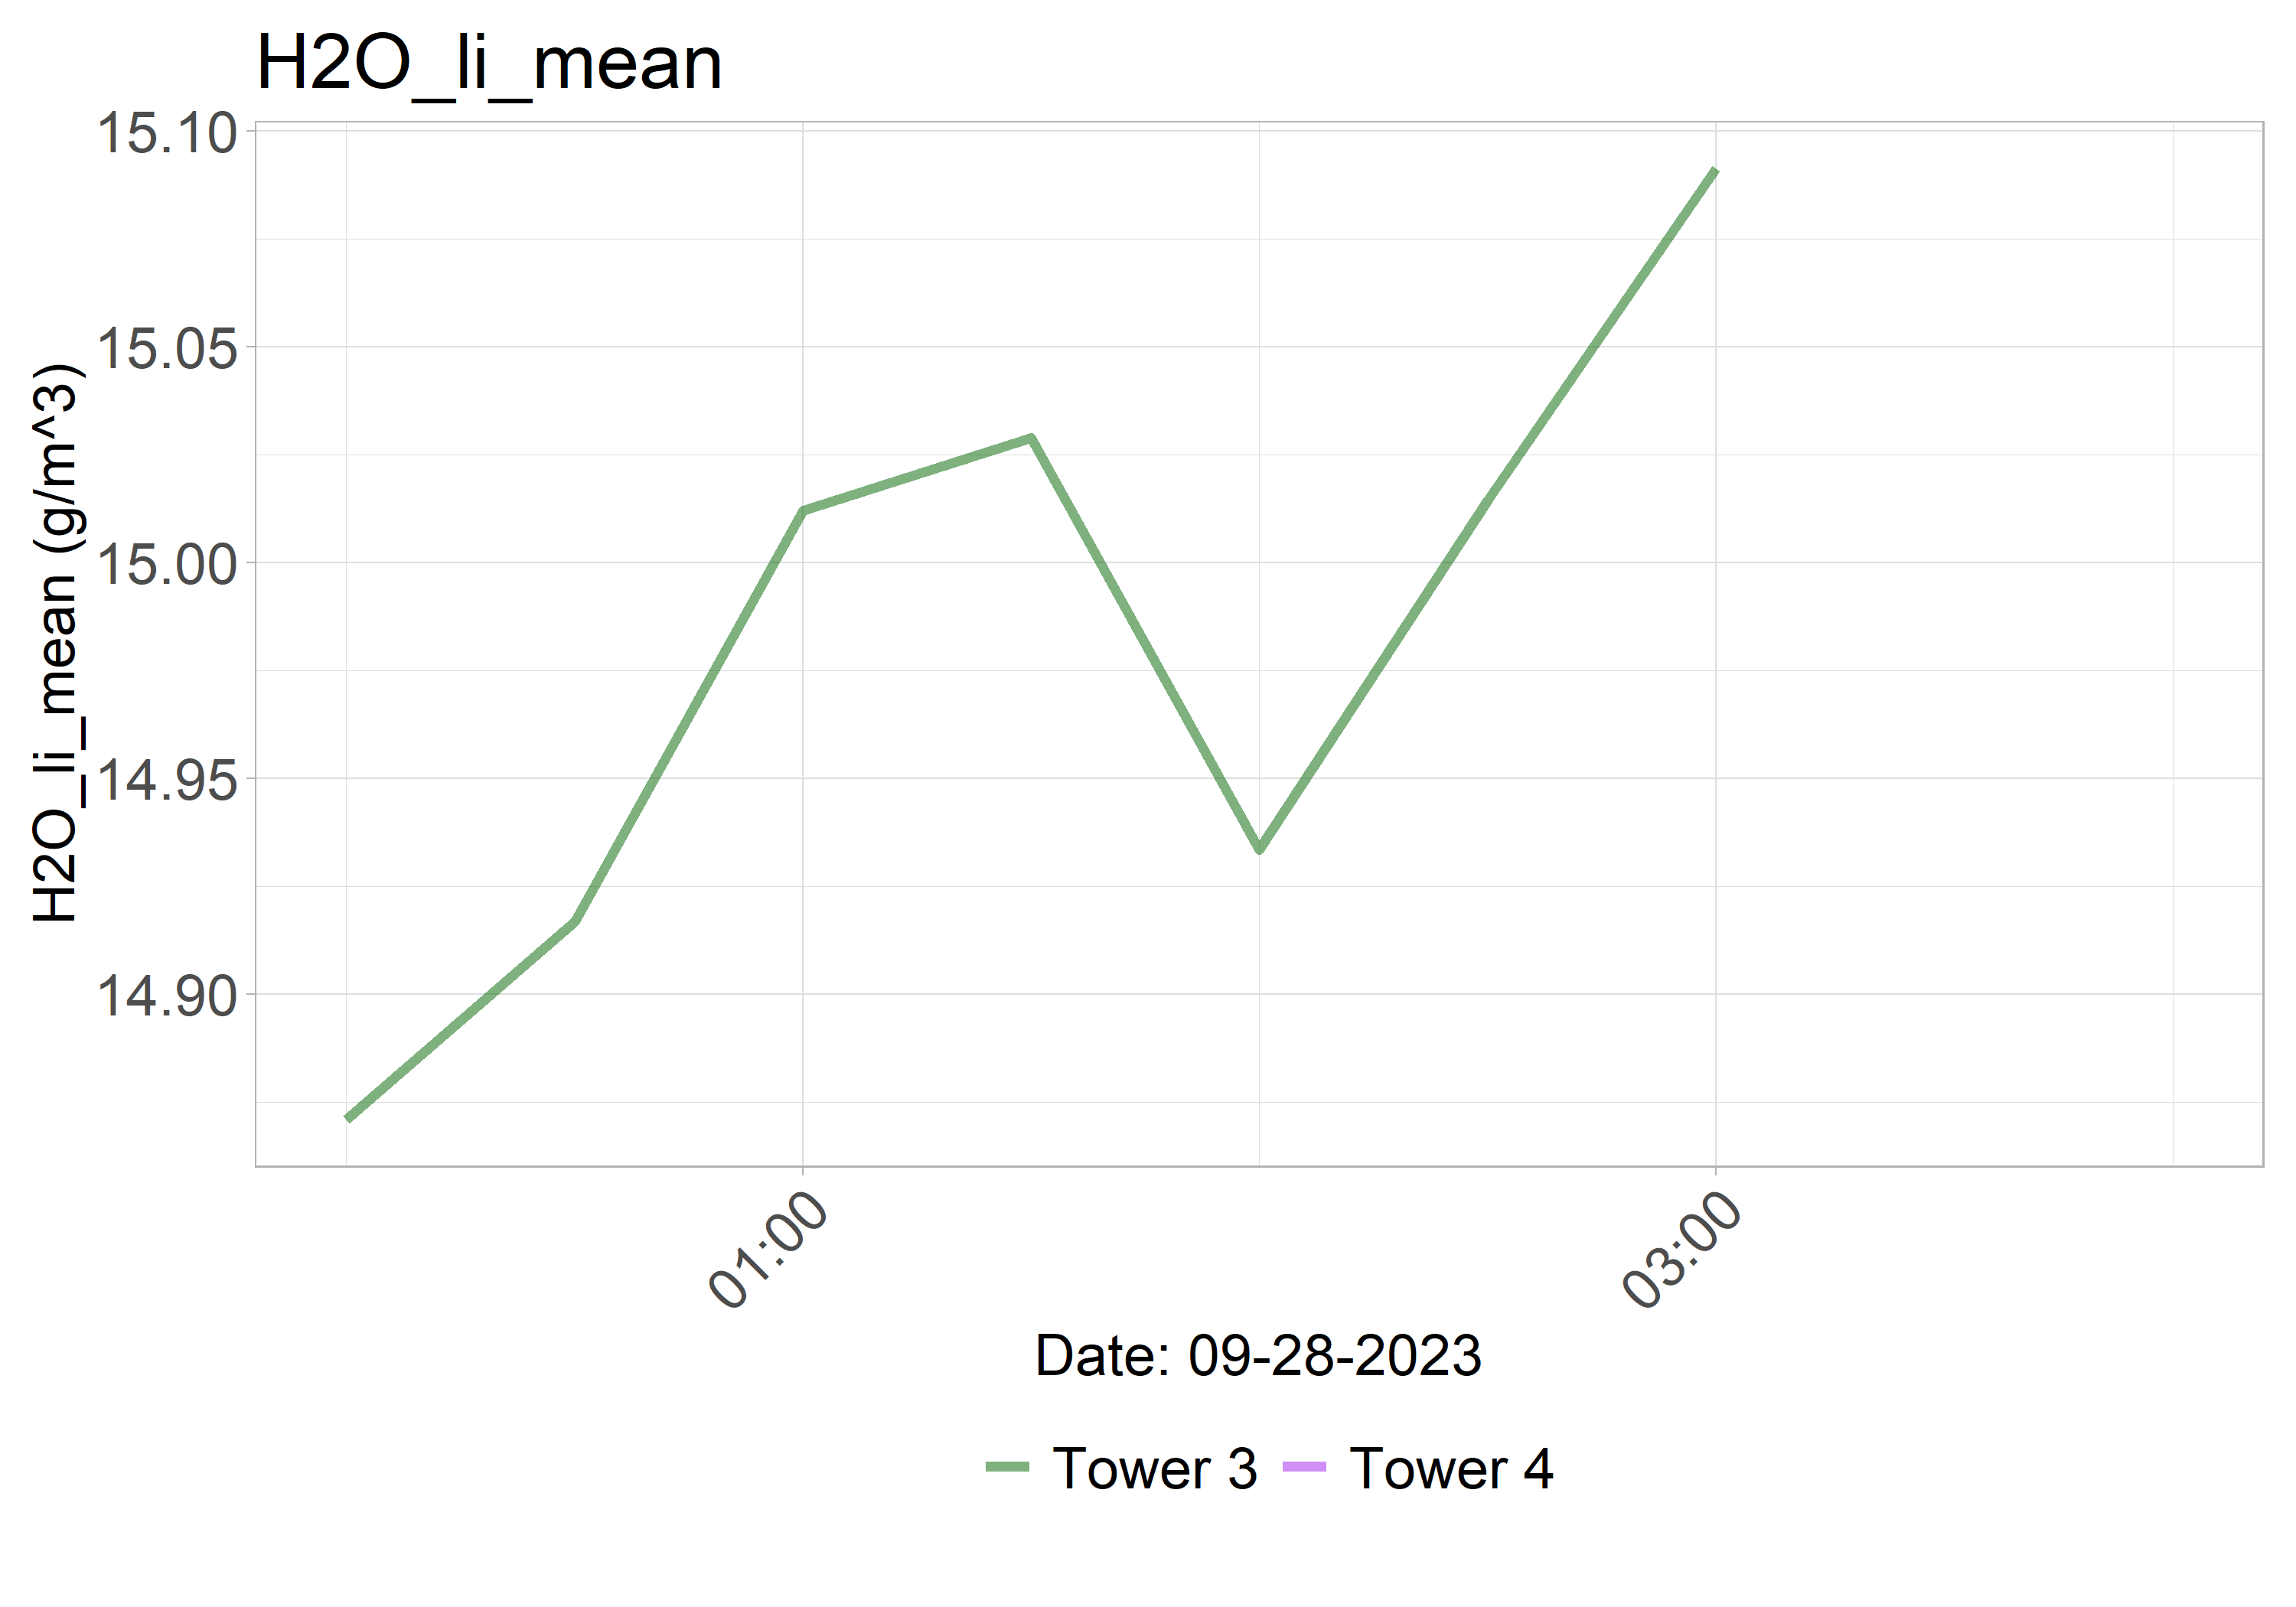 H2O_li_mean
H2O_li_mean (g/m^3)
15.10
15.05
15.00
14.95
14.90
01:00
03:00
Date: 09-28-2023
Tower 3
Tower 4